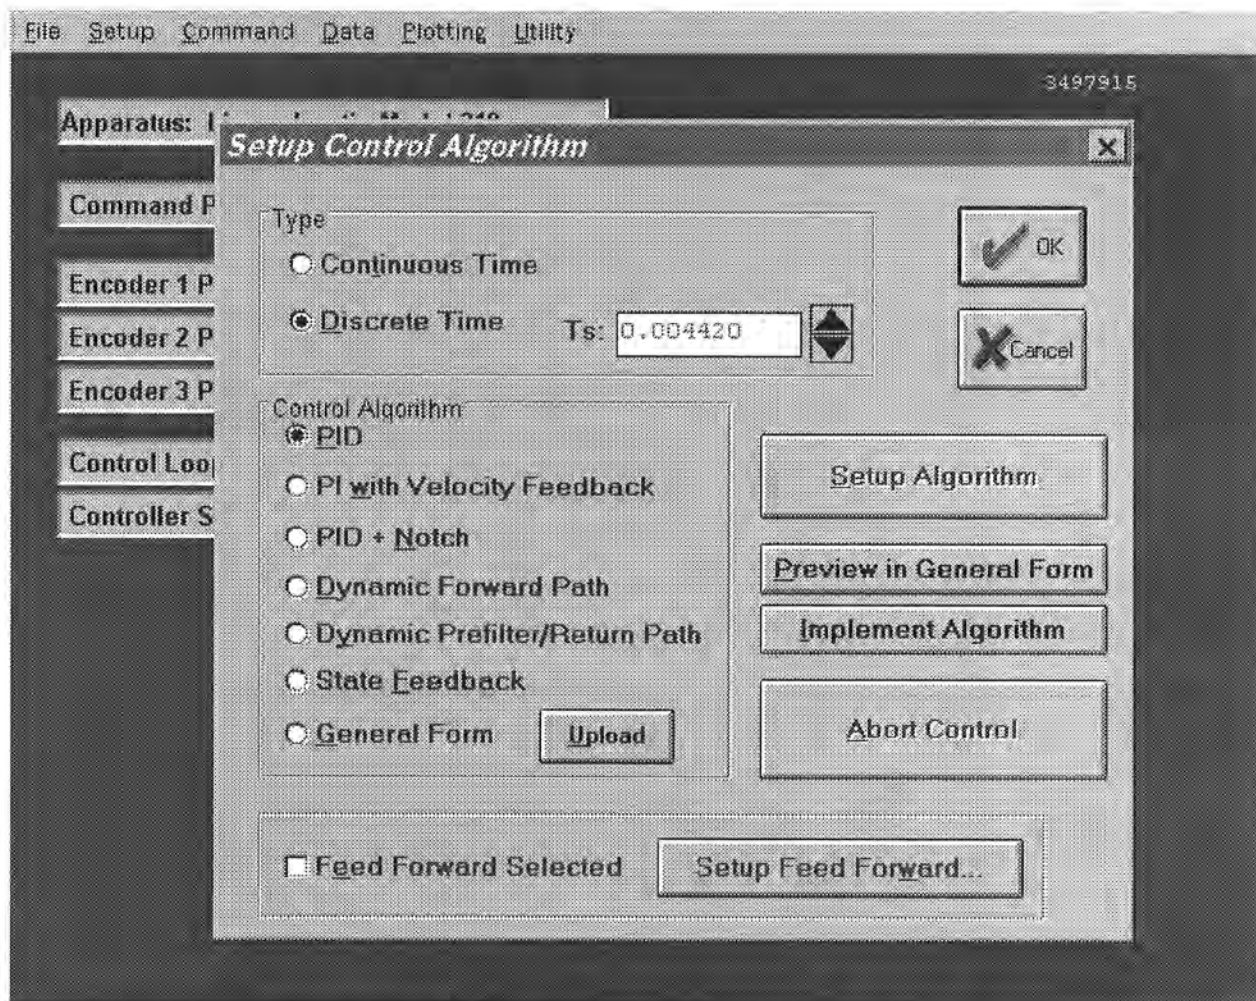 File Setup Command Data Plotting Utility
3497915
Apparatus:
Setup Control Algorithm
Command P
Type
Continuous Time
OK
Encoder 1 P
Discrete Time Ts: 0.004420
Encoder 2 P
Cancel
Encoder 3 P
Control Algorithm
PID
Control Loop
Setup Algorithm
PI with Velocity Feedback
Controller S
PID + Notch
Preview in General Form
Dynamic Forward Path
Implement Algorithm
Dynamic Prefilter/Return Path
State Feedback
Abort Control
General Form Upload
Feed Forward Selected Setup Feed Forward...